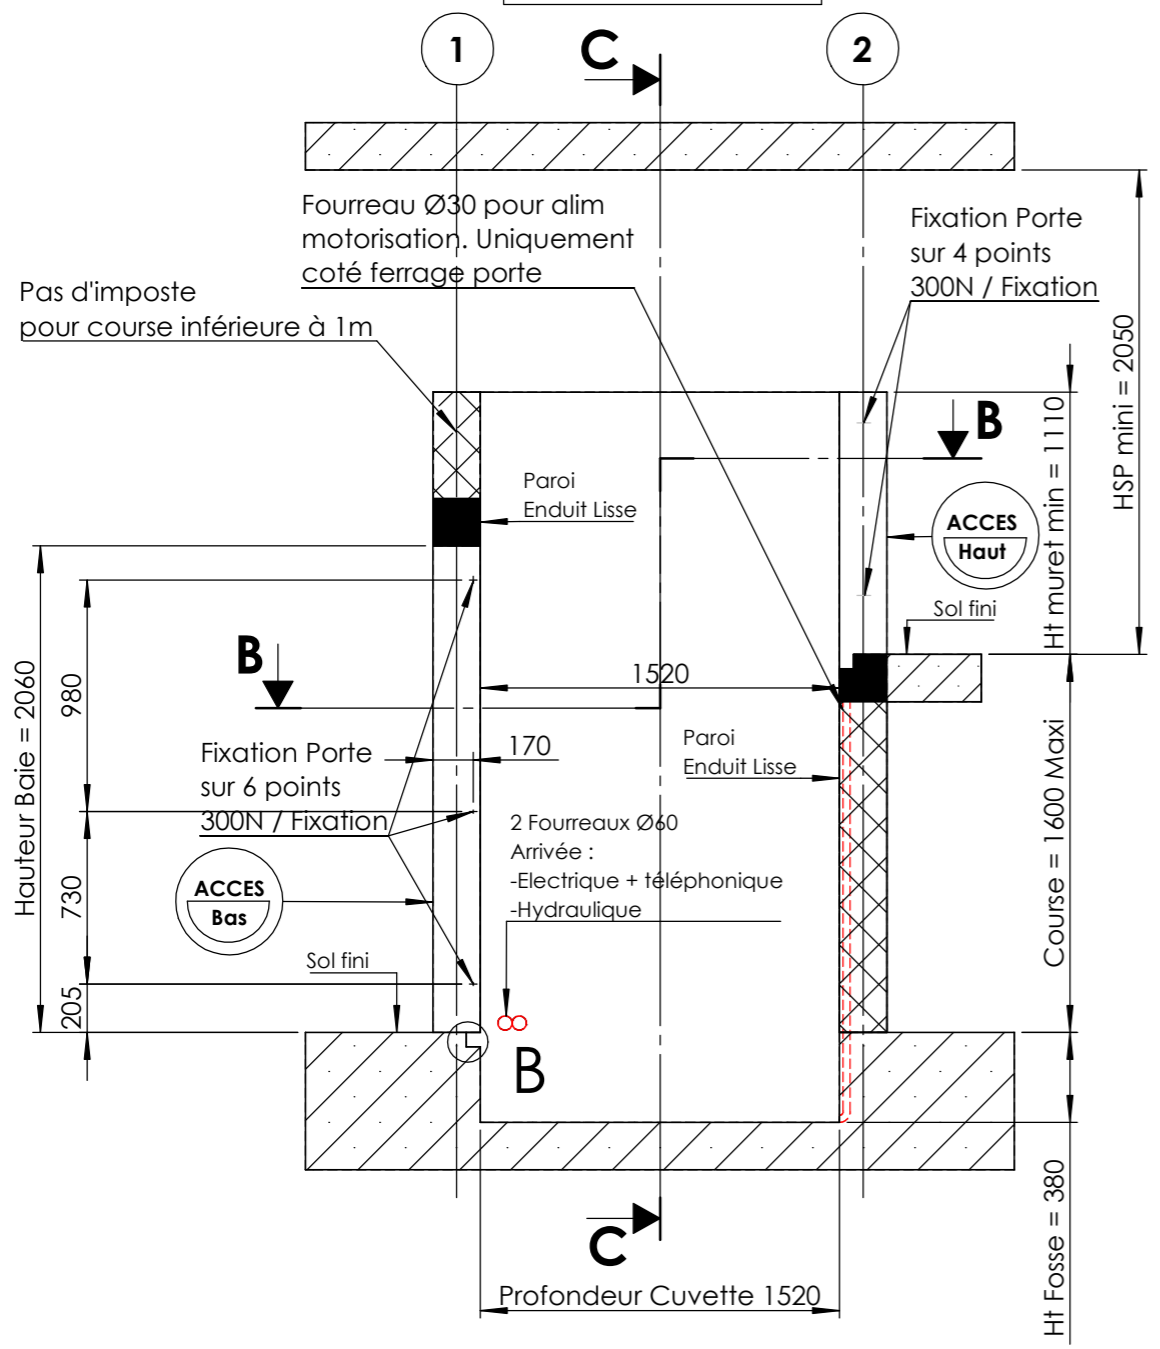 1
C
2
Fourreau Ø30 pour alim
motorisation. Uniquement
coté ferrage porte
Fixation Porte
sur 4 points
300N / Fixation
Pas d'imposte
pour course inférieure à 1m
HSP mini = 2050
Ht muret min = 1110
B
Paroi
Enduit Lisse
ACCES
Haut
Sol fini
B
1520
Hauteur Baie = 2060
980
Fixation Porte
sur 6 points
300N / Fixation
170
Paroi
Enduit Lisse
Course = 1600 Maxi
2 Fourreaux Ø60
Arrivée :
-Electrique + téléphonique
-Hydraulique
730
ACCES
Bas
Sol fini
205
B
Ht Fosse = 380
C
Profondeur Cuvette 1520